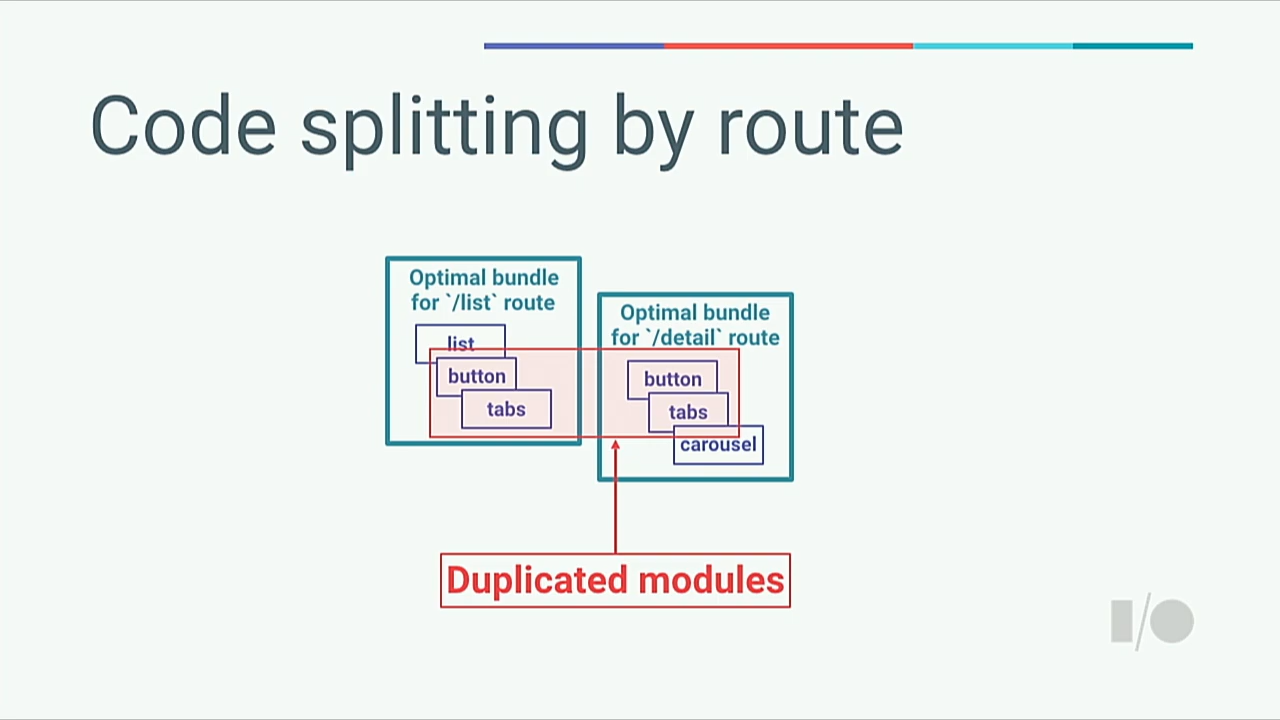 Code splitting by route
Optimal bundle
for `/list` route
list
button
tabs
Optimal bundle
for `/detail` route
button
tabs
carousel
Duplicated modules
I/O